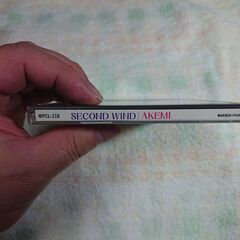 WPCL-218 SECOND WIND AKEMI